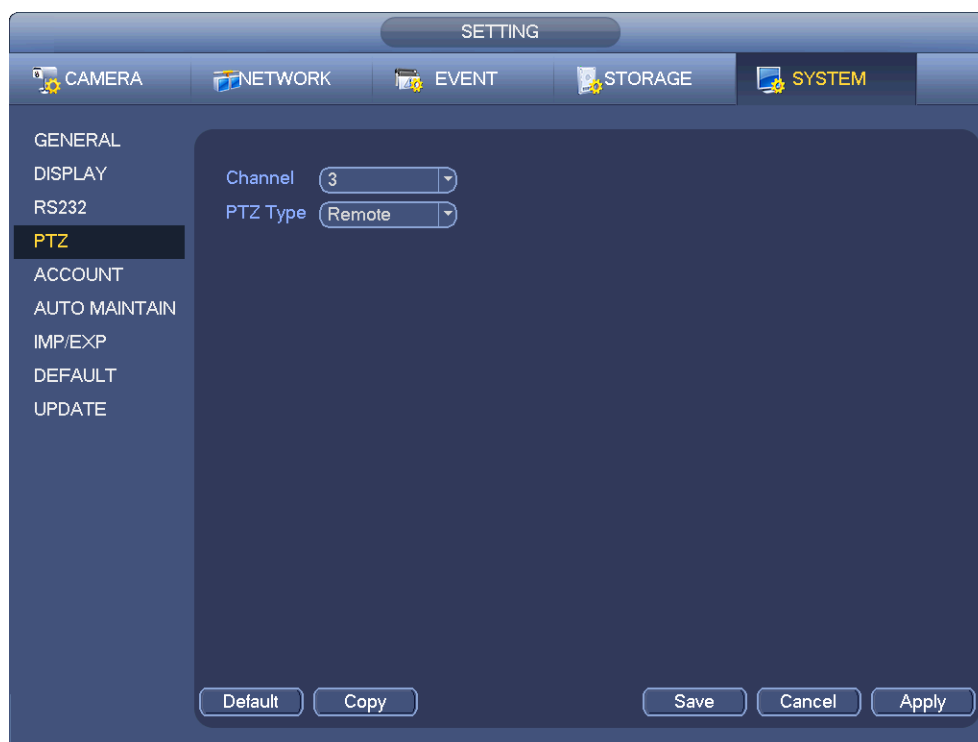 SETTING
CAMERA NETWORK EVENT STORAGE SYSTEM
GENERAL
DISPLAY
RS232
PTZ
ACCOUNT
AUTO MAINTAIN
IMP/EXP
DEFAULT
UPDATE
Channel 3
PTZ Type Remote
Default Copy Save Cancel Apply